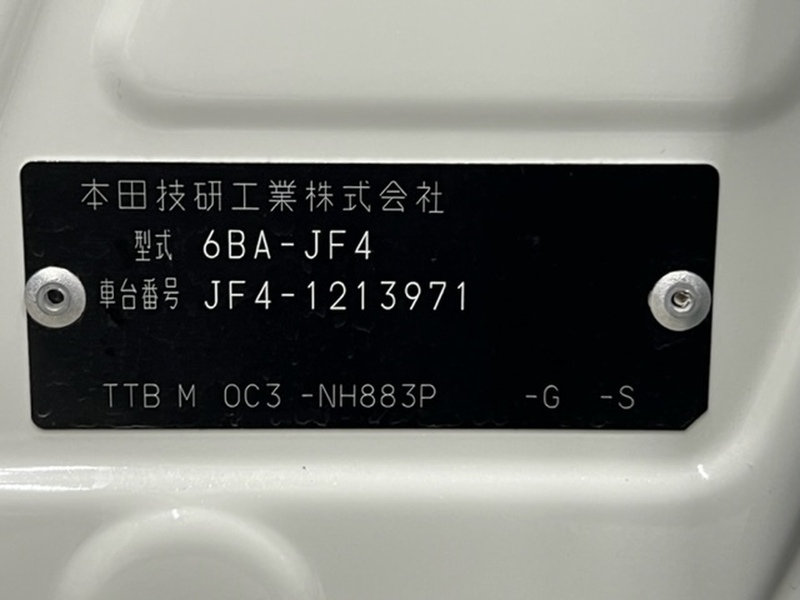 本田技研工業株式会社
型式 6BA-JF4
車台番号 JF4-1213971
TTB M 0C3 -NH883P -G -S